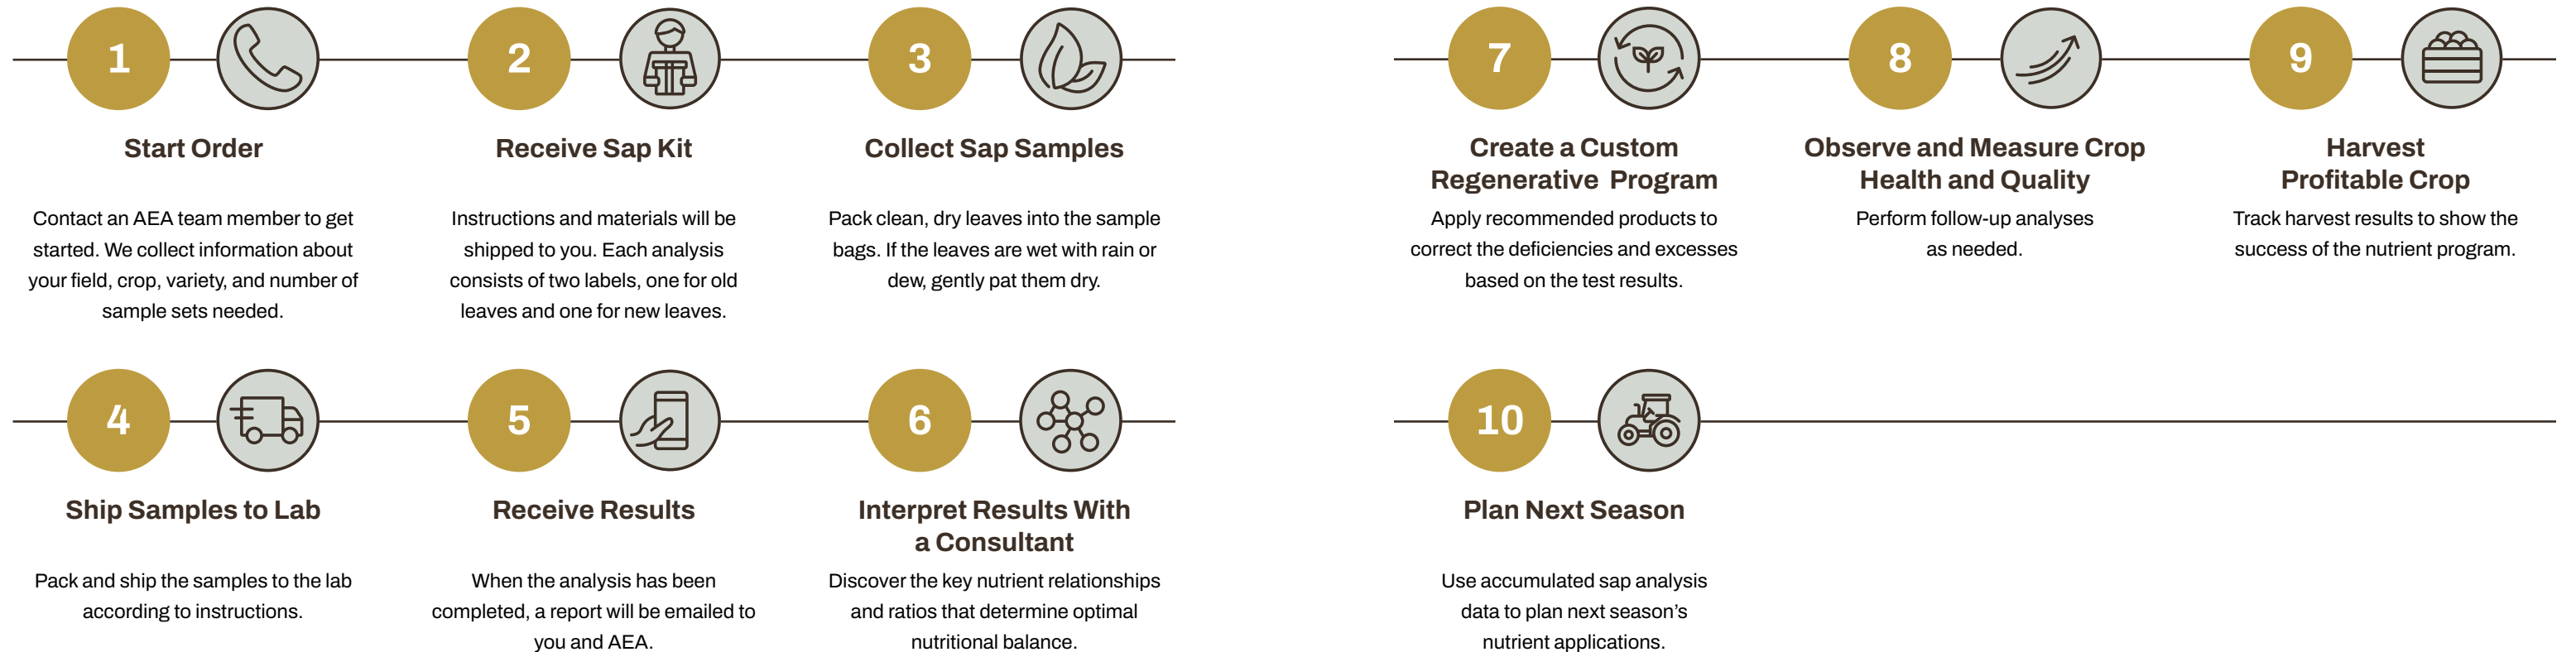 1
Start Order
Contact an AEA team member to get
started. We collect information about
your field, crop, variety, and number of
sample sets needed.
2
Receive Sap Kit
Instructions and materials will be
shipped to you. Each analysis
consists of two labels, one for old
leaves and one for new leaves.
3
Collect Sap Samples
Pack clean, dry leaves into the sample
bags. If the leaves are wet with rain or
dew, gently pat them dry.
4
Ship Samples to Lab
Pack and ship the samples to the lab
according to instructions.
5
Receive Results
When the analysis has been
completed, a report will be emailed to
you and AEA.
6
Interpret Results With
a Consultant
Discover the key nutrient relationships
and ratios that determine optimal
nutritional balance.
7
Create a Custom
Regenerative Program
Apply recommended products to
correct the deficiencies and excesses
based on the test results.
8
Observe and Measure Crop
Health and Quality
Perform follow-up analyses
as needed.
9
Harvest
Profitable Crop
Track harvest results to show the
success of the nutrient program.
10
Plan Next Season
Use accumulated sap analysis
data to plan next season’s
nutrient applications.